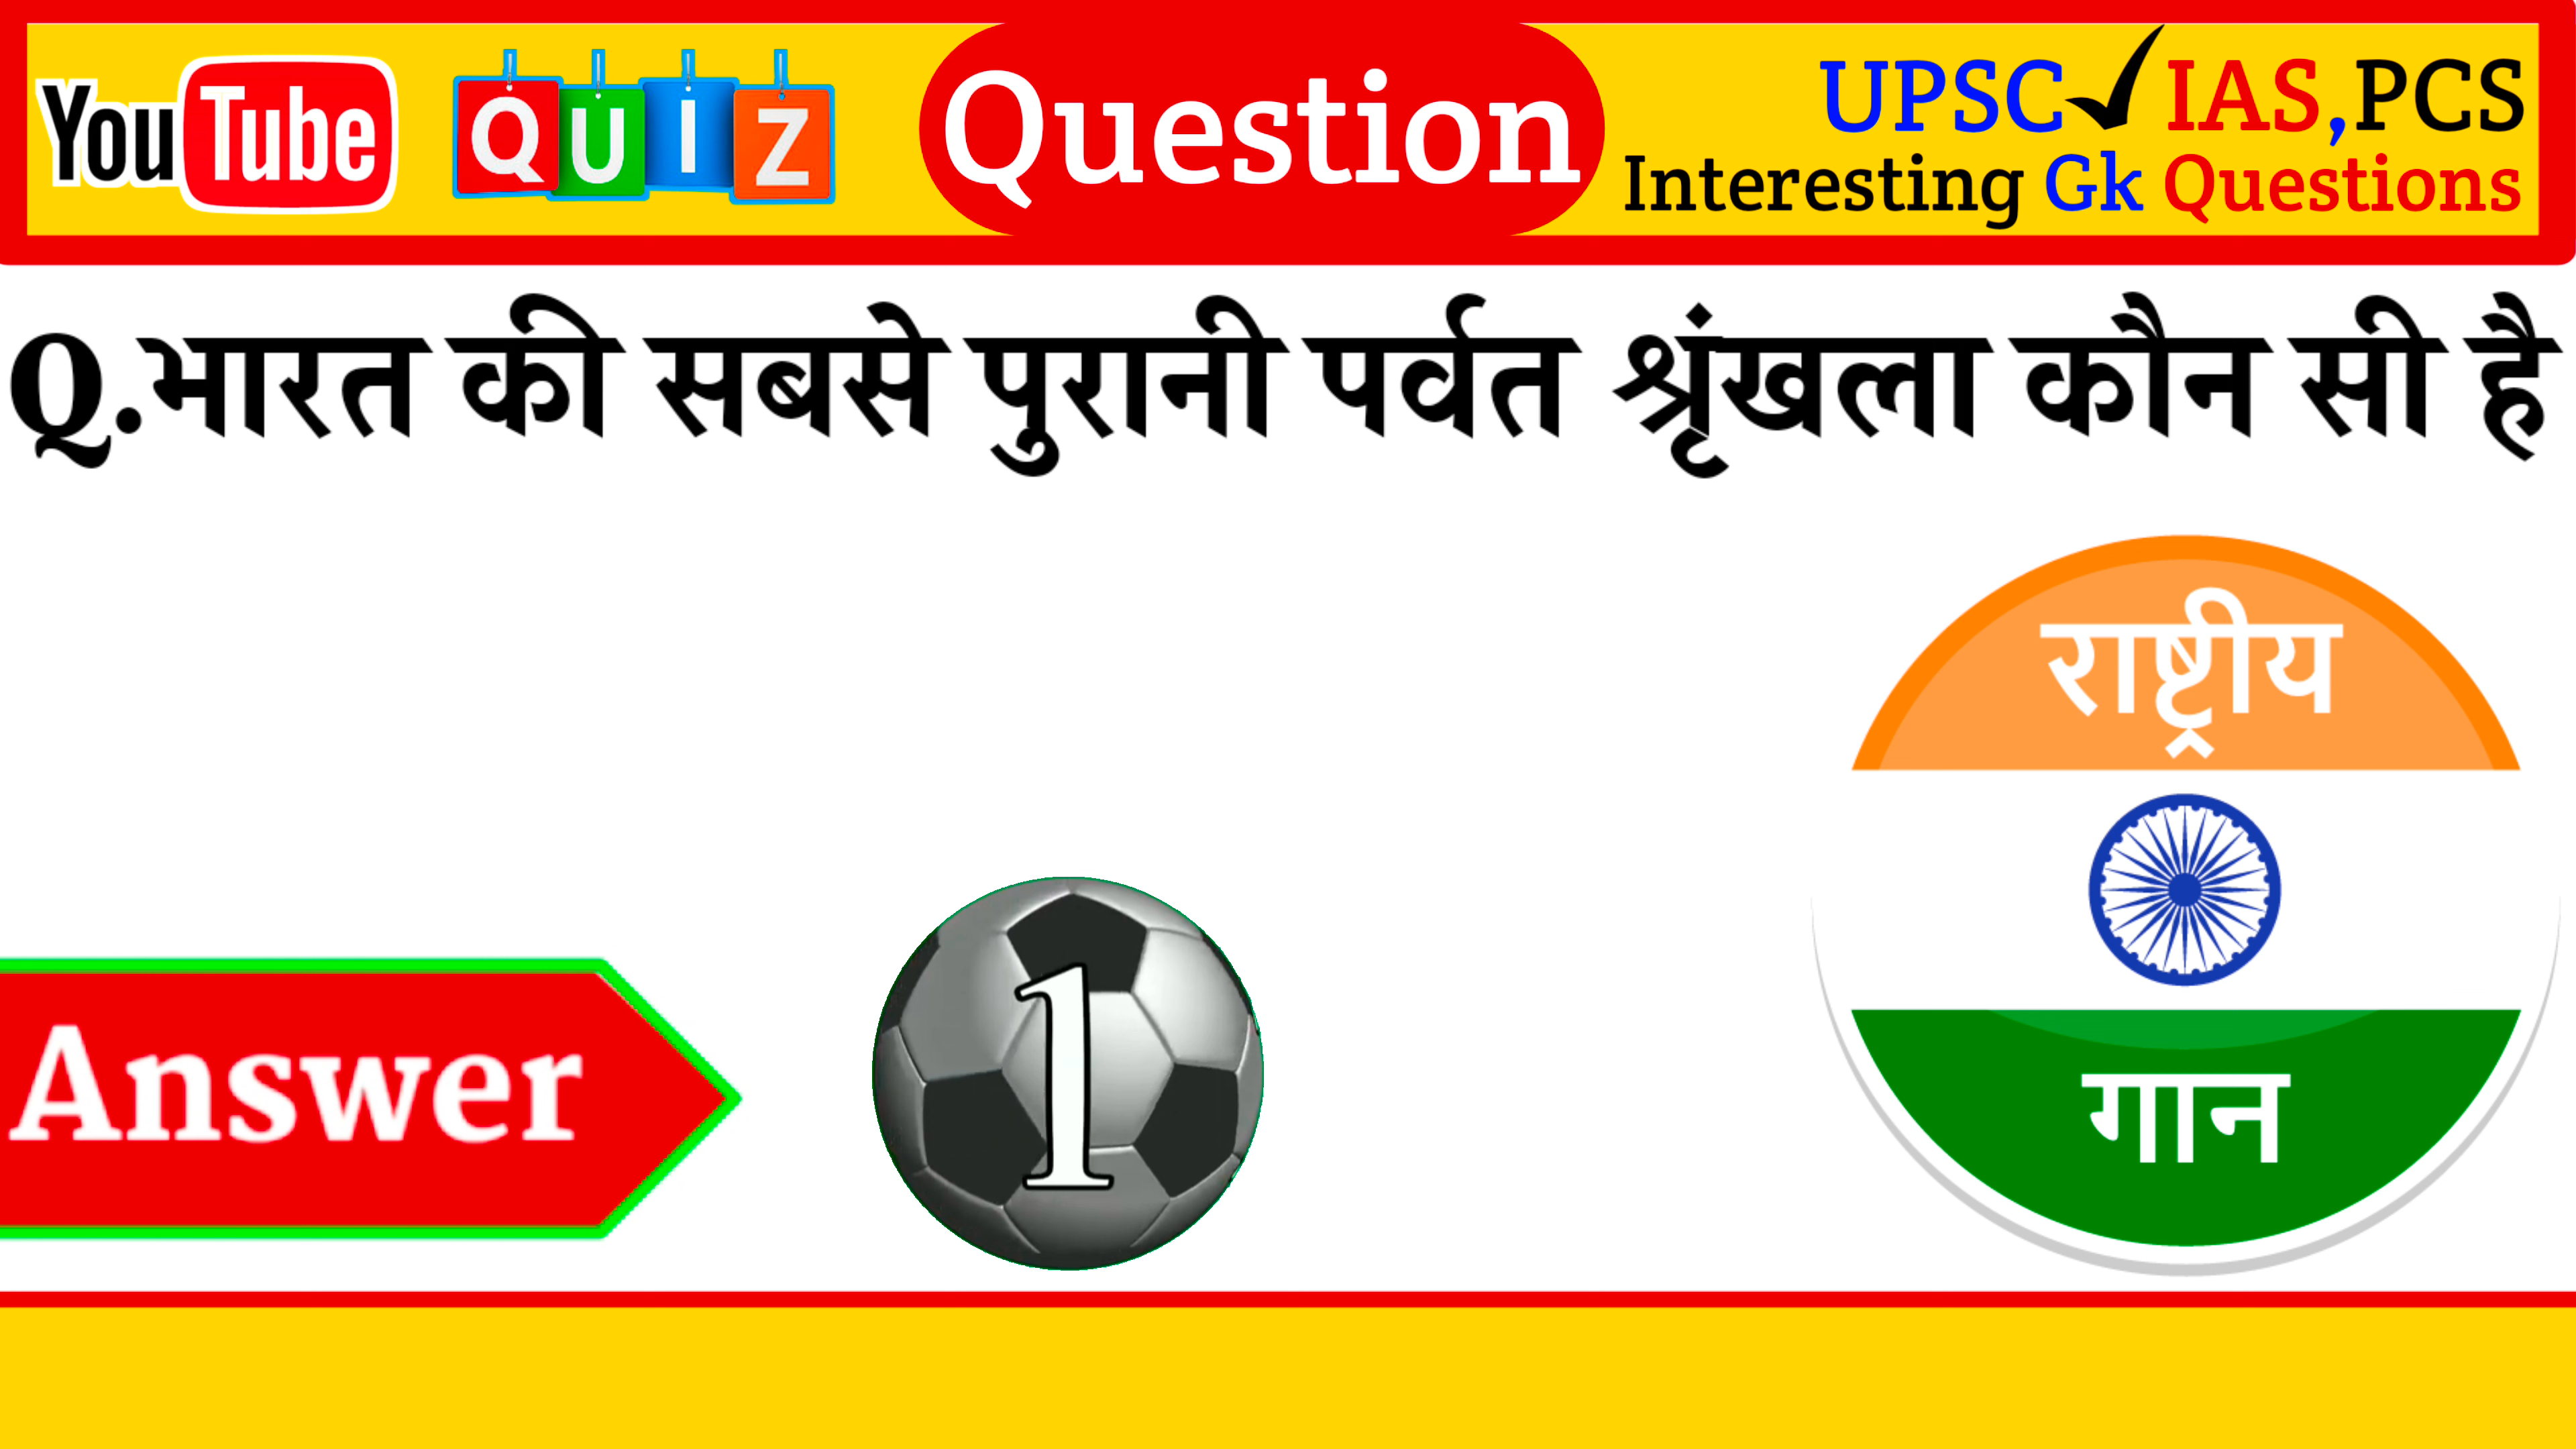 YouTube QUIZ Question UPSC✓IAS,PCS
Interesting Gk Questions
Q.भारत की सबसे पुरानी पर्वत श्रृंखला कौन सी है
राष्ट्रीय
गान
Answer
1